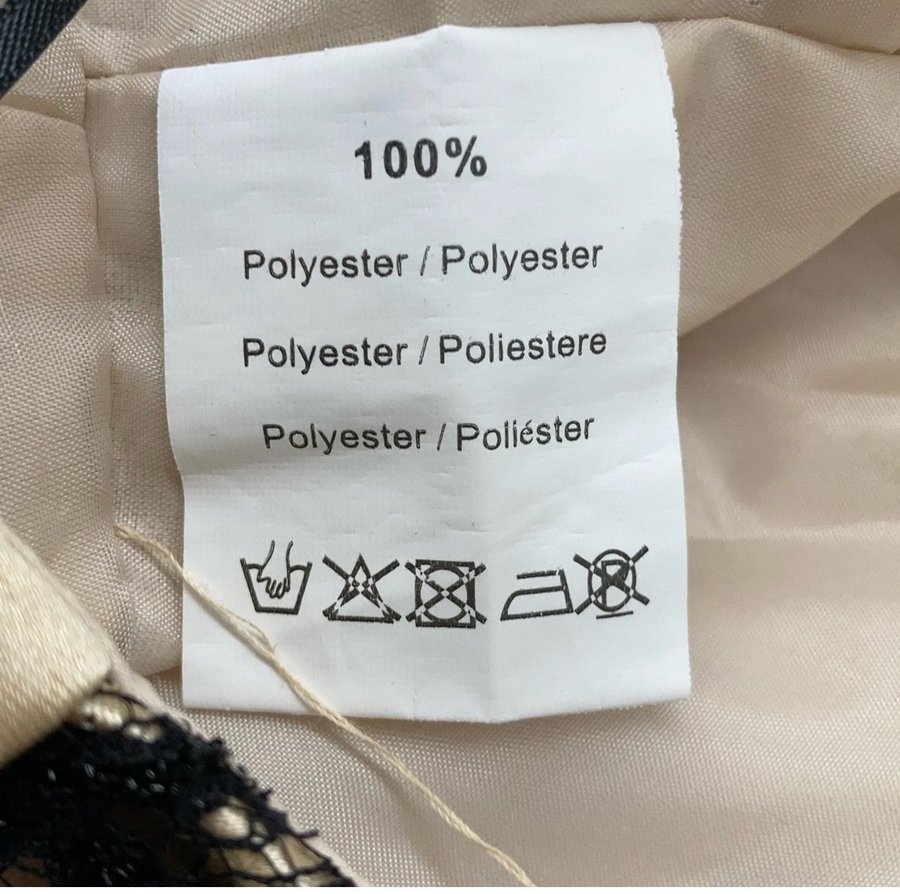 100%
Polyester / Polyester
Polyester / Poliestere
Polyester / Poliéster
P